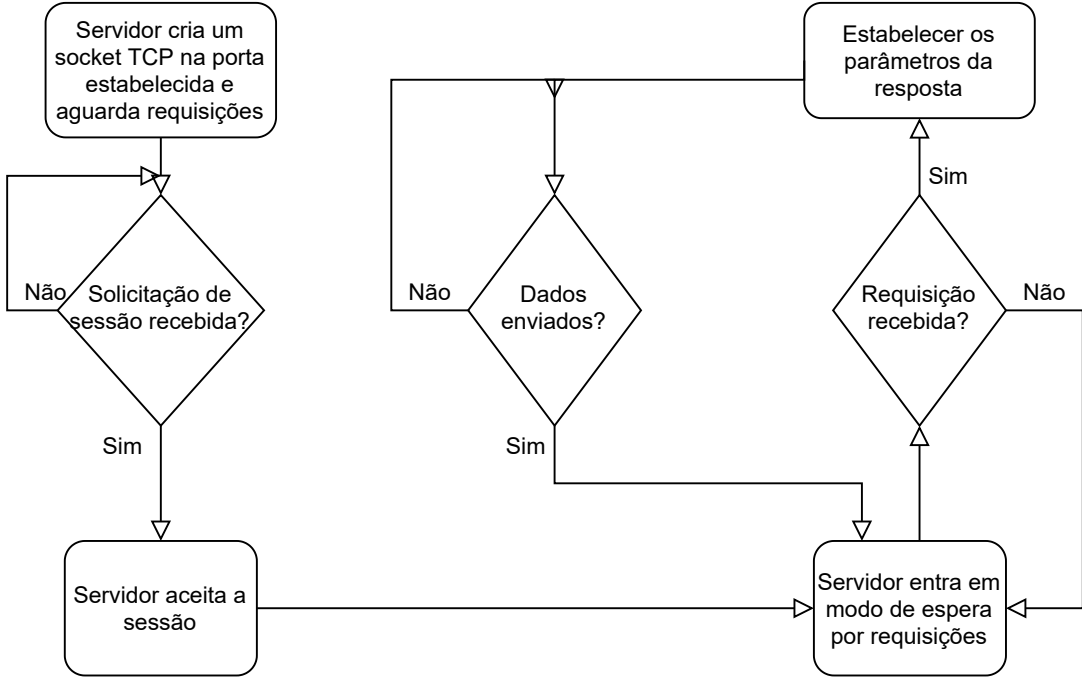 Servidor cria um
socket TCP na porta
estabelecida e
aguarda requisições
Estabelecer os
parâmetros da
resposta
Sim
Não
Solicitação de
sessão recebida?
Não
Dados
enviados?
Requisição
recebida?
Não
Sim
Sim
Servidor aceita a
sessão
Servidor entra em
modo de espera
por requisições